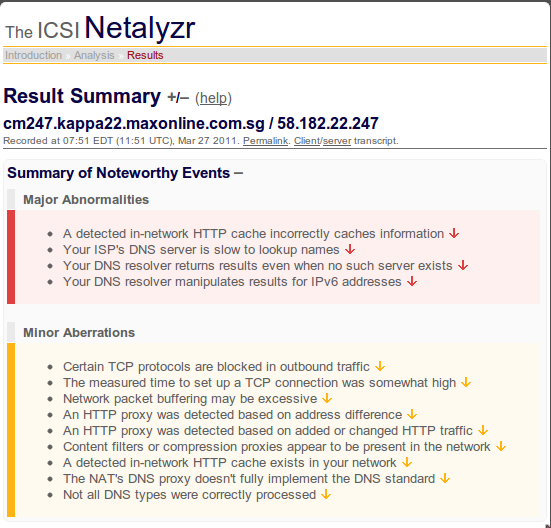 The ICSI Netalyzr
Introduction » Analysis » Results
Result Summary +/– (help)
cm247.kappa22.maxonline.com.sg / 58.182.22.247
Recorded at 07:51 EDT (11:51 UTC), Mar 27 2011. Permalink. Client/server transcript.
Summary of Noteworthy Events –
Major Abnormalities
A detected in-network HTTP cache incorrectly caches information ↓
Your ISP's DNS server is slow to lookup names ↓
Your DNS resolver returns results even when no such server exists ↓
Your DNS resolver manipulates results for IPv6 addresses ↓
Minor Aberrations
Certain TCP protocols are blocked in outbound traffic ↓
The measured time to set up a TCP connection was somewhat high ↓
Network packet buffering may be excessive ↓
An HTTP proxy was detected based on address difference ↓
An HTTP proxy was detected based on added or changed HTTP traffic ↓
Content filters or compression proxies appear to be present in the network ↓
A detected in-network HTTP cache exists in your network ↓
The NAT's DNS proxy doesn't fully implement the DNS standard ↓
Not all DNS types were correctly processed ↓